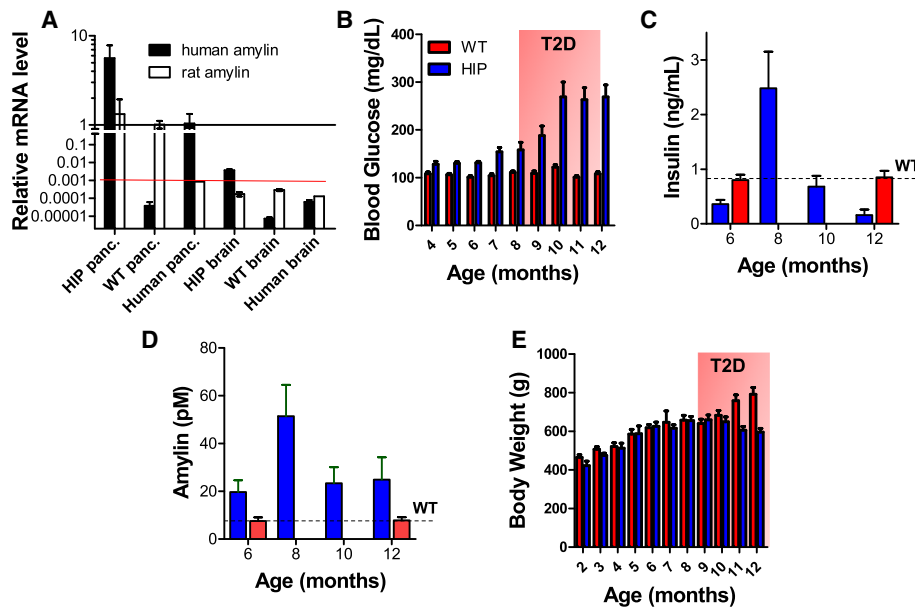 A
Relative mRNA level
10
1
0.1
0.01
0.001
0.0001
0.00001
human amylin
rat amylin
HIP panc.
WT panc.
Human panc.
HIP brain
WT brain
Human brain
B
Blood Glucose (mg/dL)
400
300
200
100
0
WT
HIP
T2D
4 5 6 7 8 9 10 11 12
Age (months)
C
Insulin (ng/mL)
3
2
1
0
WT
6 8 10 12
Age (months)
D
Amylin (pM)
80
60
40
20
0
WT
6 8 10 12
Age (months)
E
Body Weight (g)
1000
800
600
400
200
0
T2D
2 3 4 5 6 7 8 9 10 11 12
Age (months)